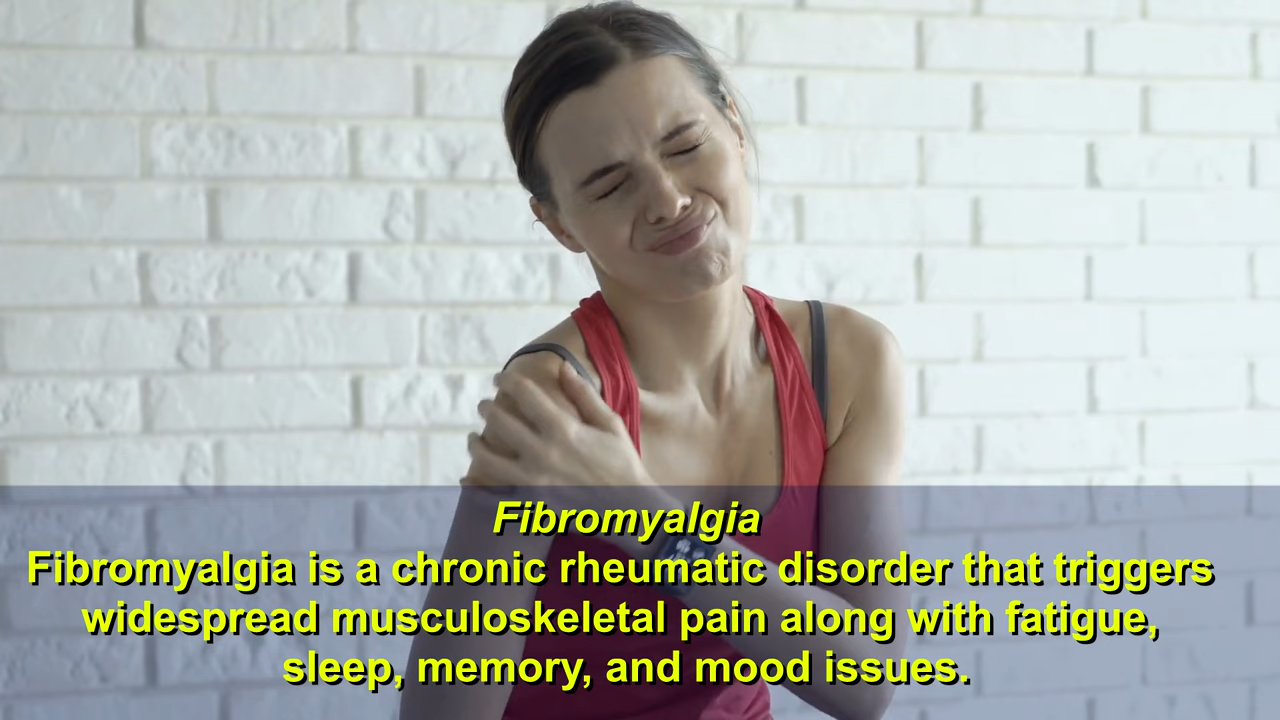 Fibromyalgia
Fibromyalgia is a chronic rheumatic disorder that triggers
widespread musculoskeletal pain along with fatigue,
sleep, memory, and mood issues.